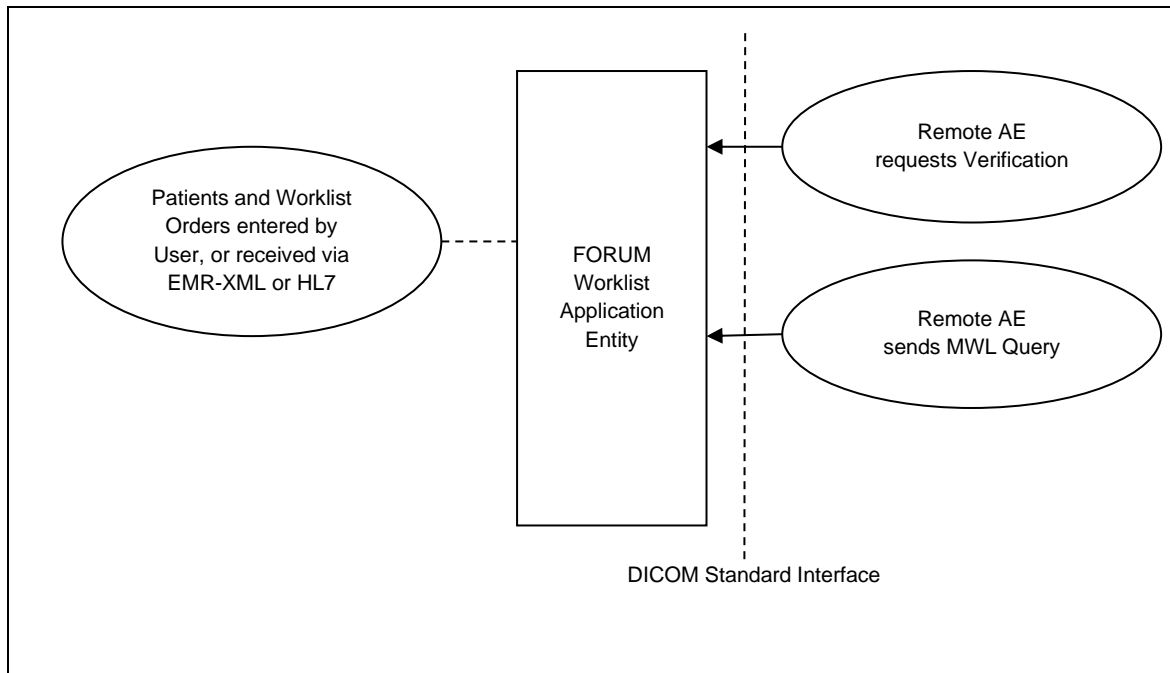 Patients and Worklist
Orders entered by
User, or received via
EMR-XML or HL7
FORUM
Worklist
Application
Entity
Remote AE
requests Verification
Remote AE
sends MWL Query
DICOM Standard Interface